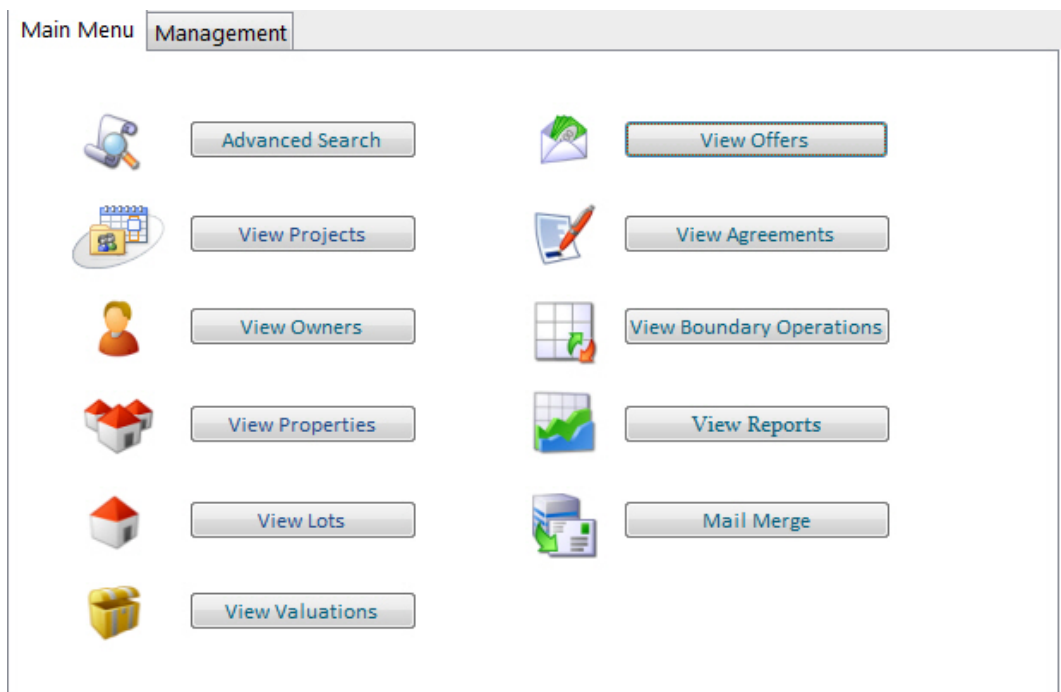 Main Menu
Management
Advanced Search
View Offers
View Projects
View Agreements
View Owners
View Boundary Operations
View Properties
View Reports
View Lots
Mail Merge
View Valuations